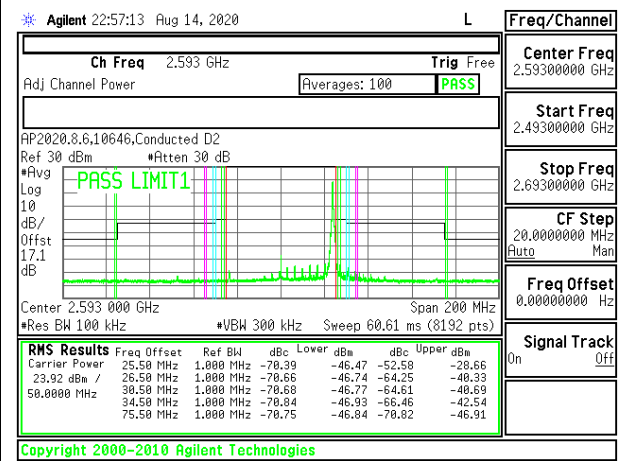 Agilent 22:57:13 Aug 14, 2020 L
Freq/Channel
Ch Freq 2.593 GHz Trig Free
Adj Channel Power Averages: 100 PASS
Center Freq
2.59300000 GHz
Start Freq
2.49300000 GHz
Stop Freq
2.69300000 GHz
CF Step
20.0000000 MHz
Auto Man
Freq Offset
0.00000000 Hz
Signal Track
On Off
AP2020.8.6,10646,Conducted D2
Ref 30 dBm #Atten 30 dB
#Avg
Log
10
dB/
Offst
17.1
dB
PASS LIMIT1
Center 2.593 000 GHz Span 200 MHz
#Res BW 100 kHz #VBW 300 kHz Sweep 60.61 ms (8192 pts)
RMS Results Freq Offset Ref BW dBc Lower dBm dBc Upper dBm
Carrier Power 25.50 MHz 1.000 MHz -70.39 -46.47 -52.58 -28.66
23.92 dBm / 26.50 MHz 1.000 MHz -70.66 -46.74 -64.25 -40.33
50.0000 MHz 30.50 MHz 1.000 MHz -70.68 -46.77 -64.61 -40.69
34.50 MHz 1.000 MHz -70.84 -46.93 -66.46 -42.54
75.50 MHz 1.000 MHz -70.75 -46.84 -70.82 -46.91
Copyright 2000-2010 Agilent Technologies